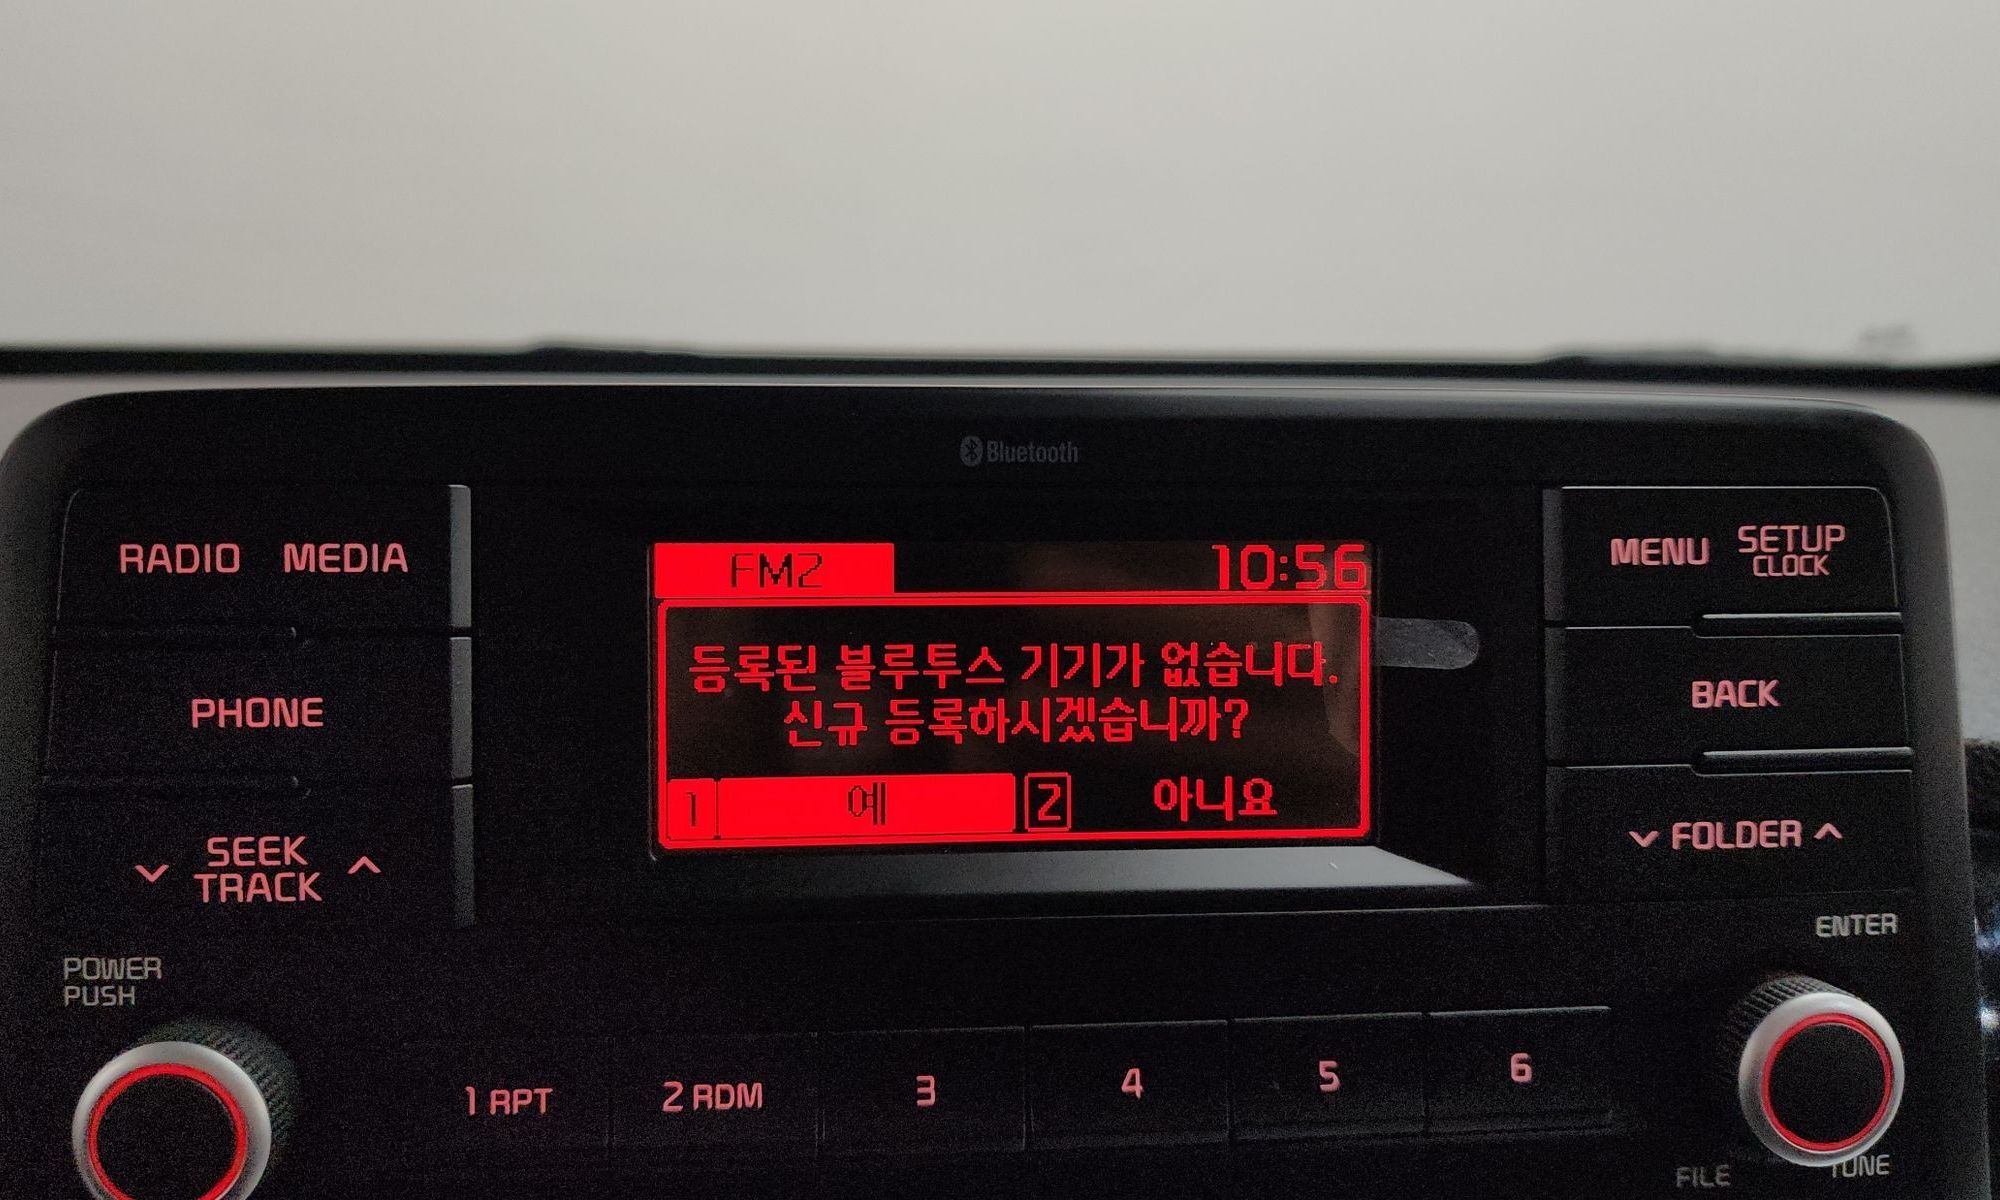 Bluetooth
RADIO MEDIA
FM2 10:56
MENU SETUP CLOCK
등록된 블루투스 기기가 없습니다.
신규 등록하시겠습니까?
1 예 2 아니요
PHONE
BACK
SEEK
TRACK
FOLDER
POWER
PUSH
ENTER
1 RPT 2 RDM 3 4 5 6
FILE TUNE